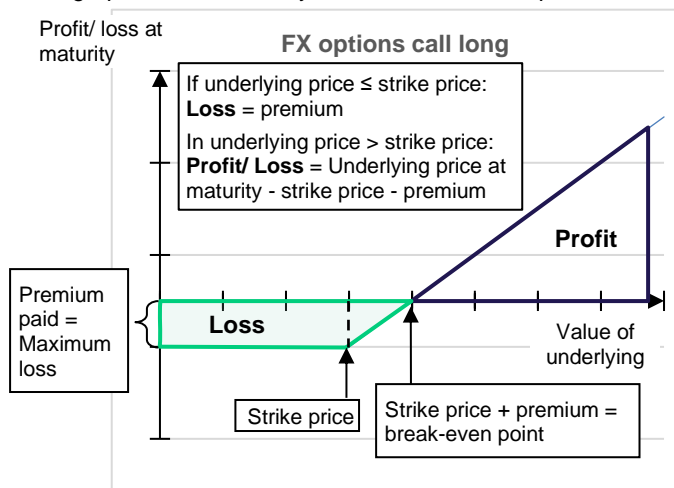 Profit/ loss at
maturity
FX options call long
If underlying price ≤ strike price:
Loss = premium
In underlying price > strike price:
Profit/ Loss = Underlying price at
maturity - strike price - premium
Profit
Premium
paid =
Maximum
loss
Loss
Value of
underlying
Strike price
Strike price + premium =
break-even point